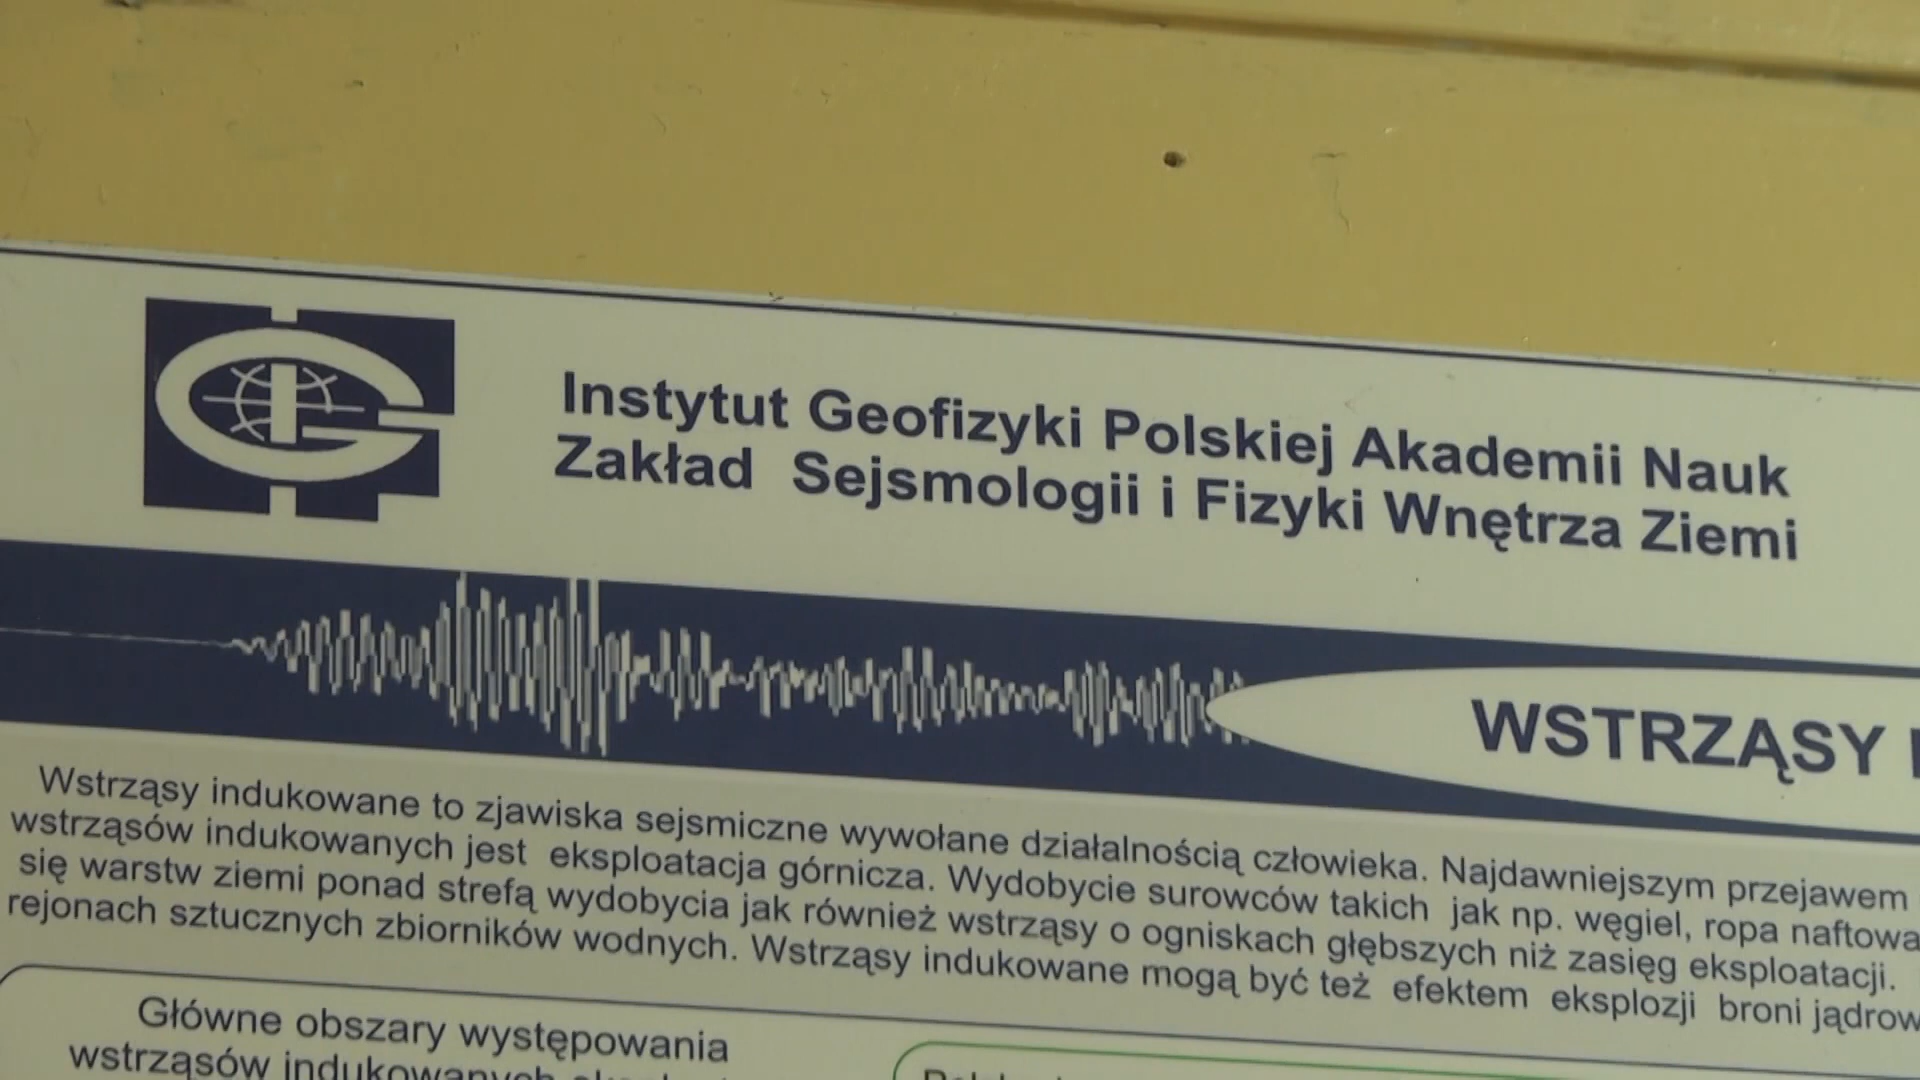 Instytut Geofizyki Polskiej Akademii Nauk
Zakład Sejsmologii i Fizyki Wnętrza Ziemi
WSTRZĄSY
Wstrząsy indukowane to zjawiska sejsmiczne wywołane działalnością człowieka. Najdawniejszym przejawem
wstrząsów indukowanych jest eksploatacja górnicza. Wydobycie surowców takich jak np. węgiel, ropa naftowa
się warstw ziemi ponad strefą wydobycia jak również wstrząsy o ogniskach głębszych niż zasięg eksploatacji.
rejonach sztucznych zbiorników wodnych. Wstrząsy indukowane mogą być też efektem eksplozji broni jądrow
Główne obszary występowania
wstrząsów indukowanych